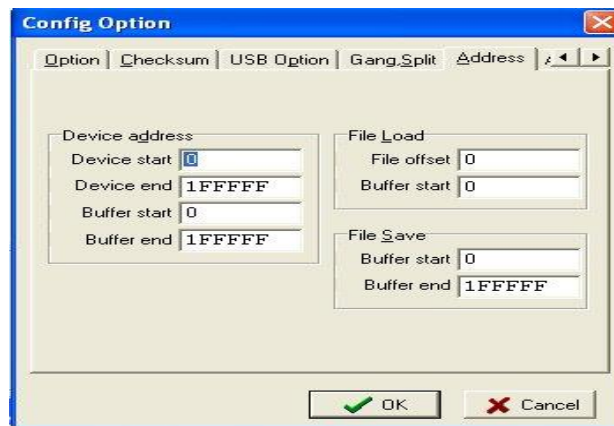 Config Option
Option Checksum USB Option Gang,Split Address
Device address
Device start 0
Device end 1FFFFF
Buffer start 0
Buffer end 1FFFFF
File Load
File offset 0
Buffer start 0
File Save
Buffer start 0
Buffer end 1FFFFF
OK Cancel